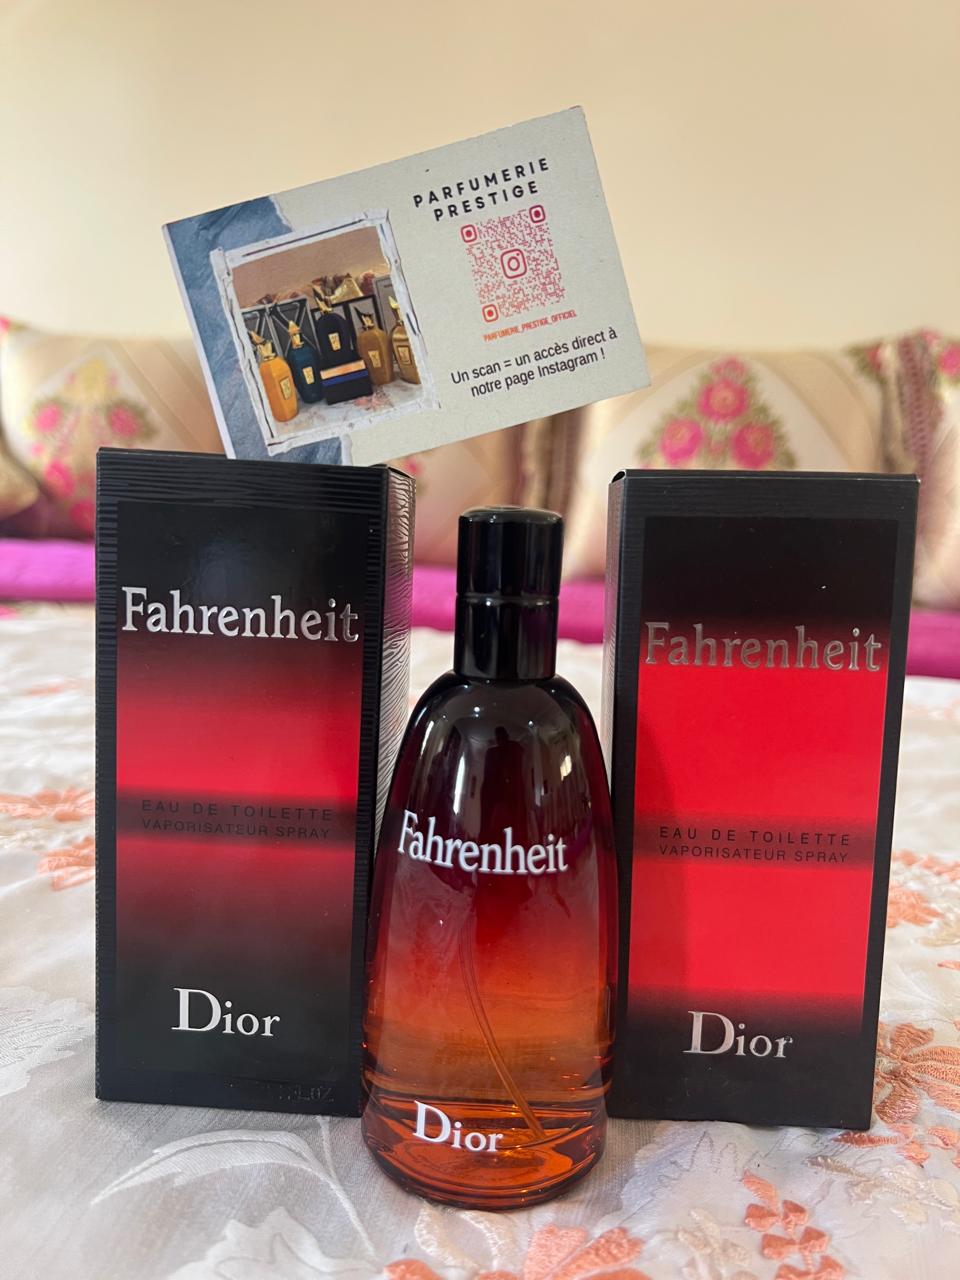 PARFUMERIE
PRESTIGE
PARFUMERIE_PRESTIGE_OFFICIEL
Un scan = un accès direct à
notre page Instagram !
Fahrenheit
EAU DE TOILETTE
VAPORISATEUR SPRAY
Dior
Fahrenheit
Dior
Fahrenheit
EAU DE TOILETTE
VAPORISATEUR SPRAY
Dior